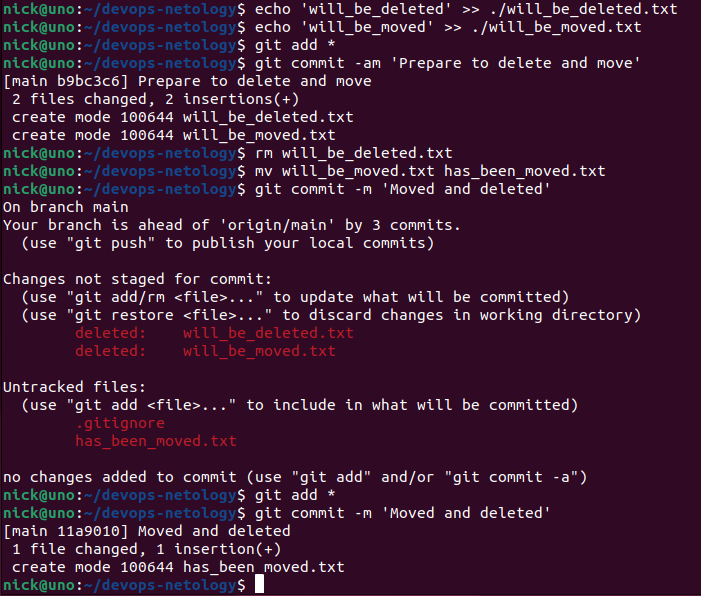 nick@uno:~/devops-netology$ echo 'will_be_deleted' >> ./will_be_deleted.txt
nick@uno:~/devops-netology$ echo 'will_be_moved' >> ./will_be_moved.txt
nick@uno:~/devops-netology$ git add *
nick@uno:~/devops-netology$ git commit -am 'Prepare to delete and move'
[main b9bc3c6] Prepare to delete and move
 2 files changed, 2 insertions(+)
 create mode 100644 will_be_deleted.txt
 create mode 100644 will_be_moved.txt
nick@uno:~/devops-netology$ rm will_be_deleted.txt
nick@uno:~/devops-netology$ mv will_be_moved.txt has_been_moved.txt
nick@uno:~/devops-netology$ git commit -m 'Moved and deleted'
On branch main
Your branch is ahead of 'origin/main' by 3 commits.
  (use "git push" to publish your local commits)

Changes not staged for commit:
  (use "git add/rm <file>..." to update what will be committed)
  (use "git restore <file>..." to discard changes in working directory)
        deleted:    will_be_deleted.txt
        deleted:    will_be_moved.txt

Untracked files:
  (use "git add <file>..." to include in what will be committed)
        .gitignore
        has_been_moved.txt

no changes added to commit (use "git add" and/or "git commit -a")
nick@uno:~/devops-netology$ git add *
nick@uno:~/devops-netology$ git commit -m 'Moved and deleted'
[main 11a9010] Moved and deleted
 1 file changed, 1 insertion(+)
 create mode 100644 has_been_moved.txt
nick@uno:~/devops-netology$